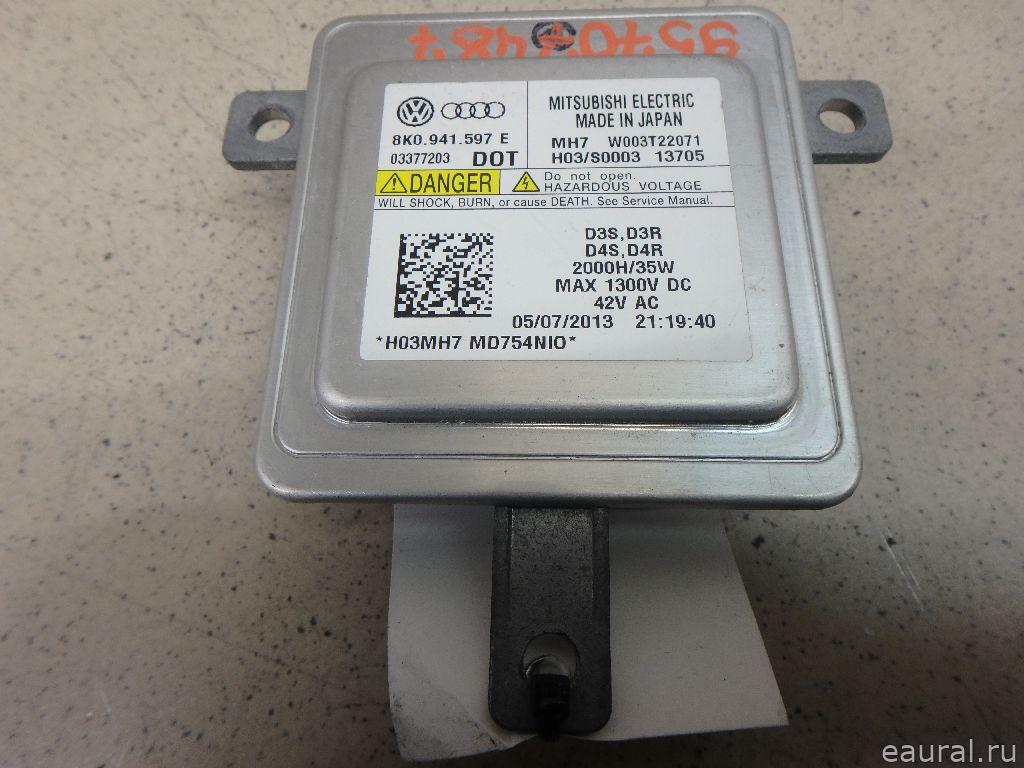 MITSUBISHI ELECTRIC
MADE IN JAPAN
8K0.941.597 E
MH7 W003T22071
03377203 DOT
H03/S0003 13705
DANGER
Do not open.
HAZARDOUS VOLTAGE
WILL SHOCK, BURN, or cause DEATH. See Service Manual.
D3S,D3R
D4S,D4R
2000H/35W
MAX 1300V DC
42V AC
05/07/2013 21:19:40
*H03MH7 MD754NIO*
eaural.ru